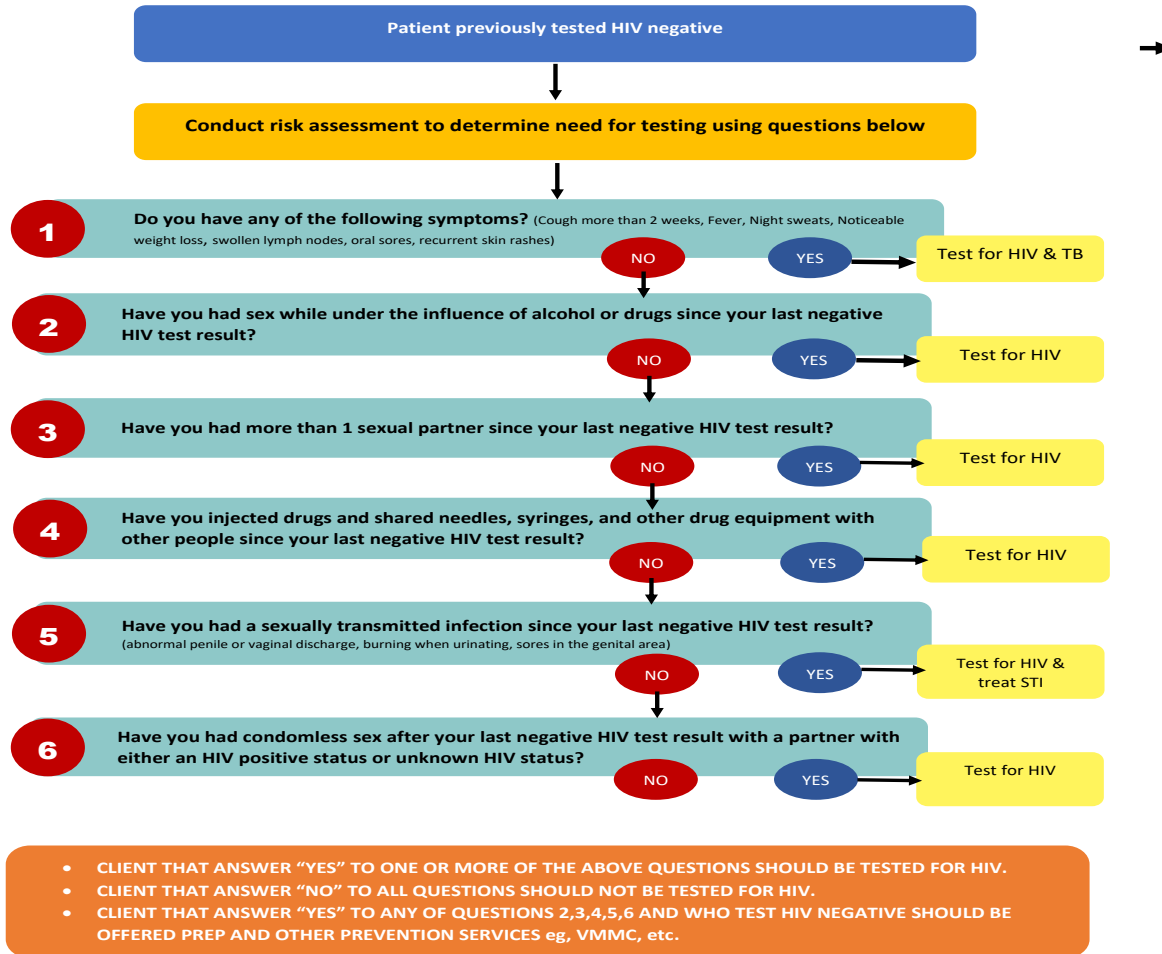 Patient previously tested HIV negative
Conduct risk assessment to determine need for testing using questions below
1
Do you have any of the following symptoms? (Cough more than 2 weeks, Fever, Night sweats, Noticeable
weight loss, swollen lymph nodes, oral sores, recurrent skin rashes)
NO
YES
Test for HIV & TB
2
Have you had sex while under the influence of alcohol or drugs since your last negative
HIV test result?
NO
YES
Test for HIV
3
Have you had more than 1 sexual partner since your last negative HIV test result?
NO
YES
Test for HIV
4
Have you injected drugs and shared needles, syringes, and other drug equipment with
other people since your last negative HIV test result?
NO
YES
Test for HIV
5
Have you had a sexually transmitted infection since your last negative HIV test result?
(abnormal penile or vaginal discharge, burning when urinating, sores in the genital area)
NO
YES
Test for HIV &
treat STI
6
Have you had condomless sex after your last negative HIV test result with a partner with
either an HIV positive status or unknown HIV status?
NO
YES
Test for HIV
• CLIENT THAT ANSWER “YES” TO ONE OR MORE OF THE ABOVE QUESTIONS SHOULD BE TESTED FOR HIV.
• CLIENT THAT ANSWER “NO” TO ALL QUESTIONS SHOULD NOT BE TESTED FOR HIV.
• CLIENT THAT ANSWER “YES” TO ANY OF QUESTIONS 2,3,4,5,6 AND WHO TEST HIV NEGATIVE SHOULD BE
OFFERED PREP AND OTHER PREVENTION SERVICES eg, VMMC, etc.